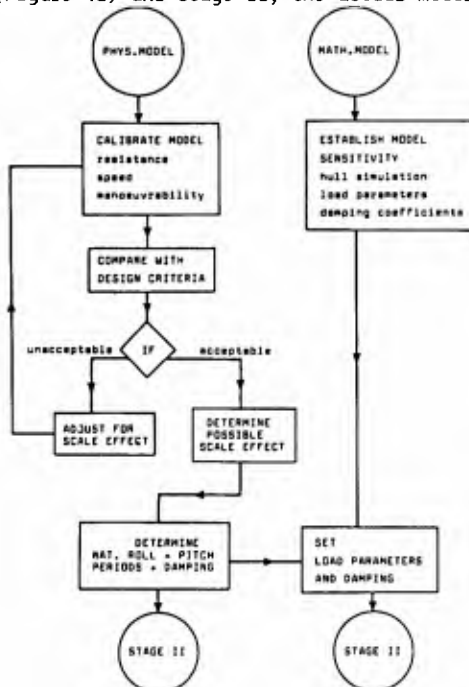 PHYS.MODEL
MATH.MODEL
CALIBRATE MODEL
resistance
speed
manoeuvrability
ESTABLISH MODEL
SENSITIVITY
hull simulation
load parameters
damping coefficients
COMPARE WITH
DESIGN CRITERIA
unacceptable
IF
acceptable
ADJUST FOR
SCALE EFFECT
DETERMINE
POSSIBLE
SCALE EFFECT
DETERMINE
NAT. ROLL + PITCH
PERIODS + DAMPING
SET
LOAD PARAMETERS
AND DAMPING
STAGE II
STAGE II